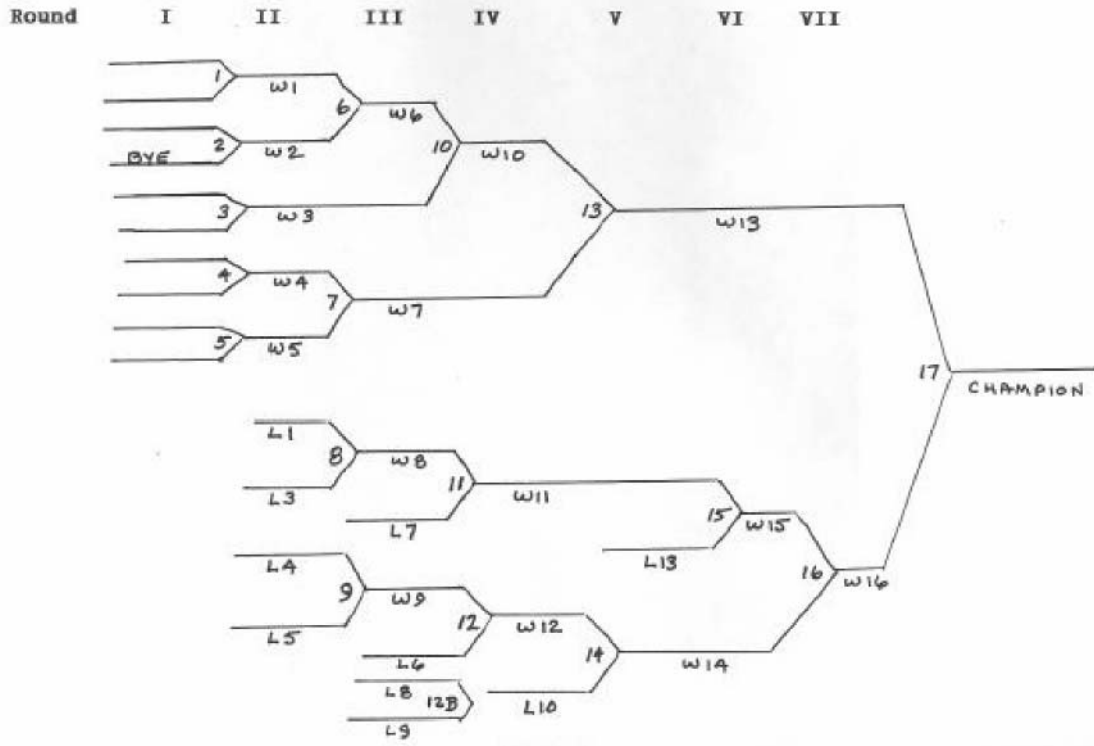 Round I II III IV V VI VII
1
W1
6
W6
2
BYE
W2
10
W10
3
W3
13
W13
4
W4
7
W7
5
W5
17
CHAMPION
L1
8
W8
L3
11
W11
L7
15
W15
L13
L4
9
W9
16
W16
L5
12
W12
L6
14
W14
L8
12B
L10
L9